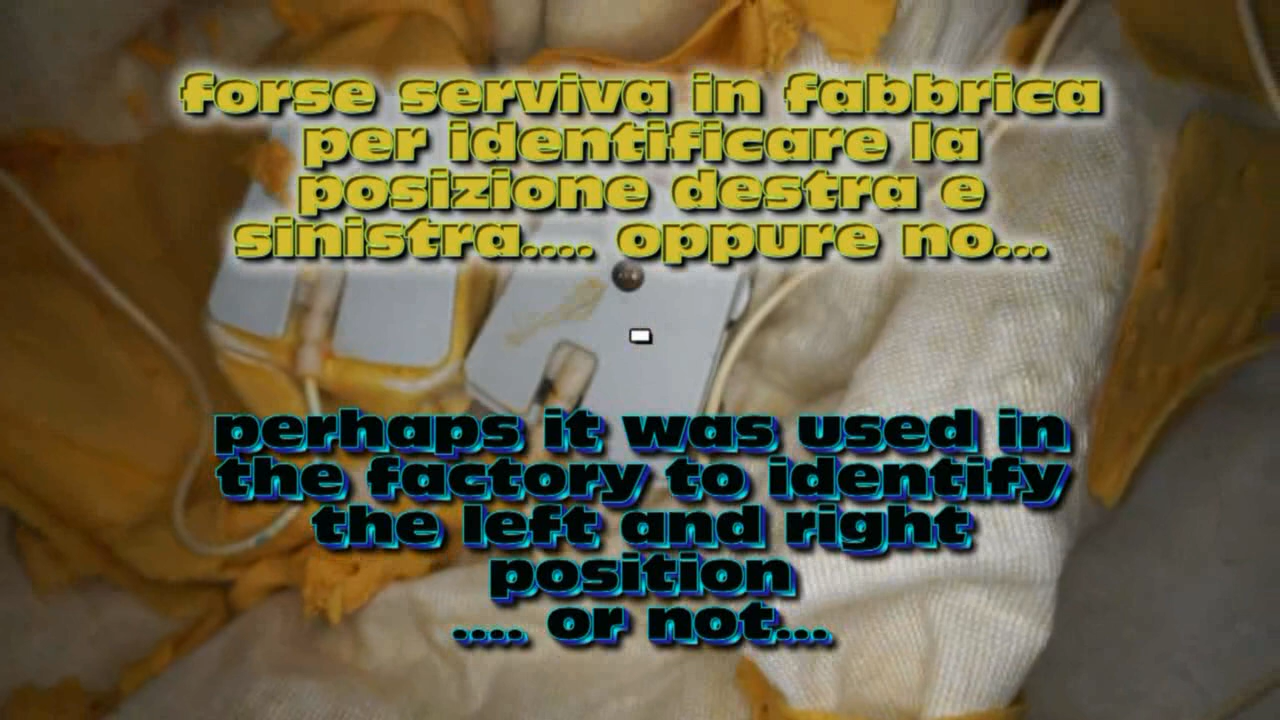 forse serviva in fabbrica
per identificare la
posizione destra e
sinistra.... oppure no...
perhaps it was used in
the factory to identify
the left and right
position
.... or not...